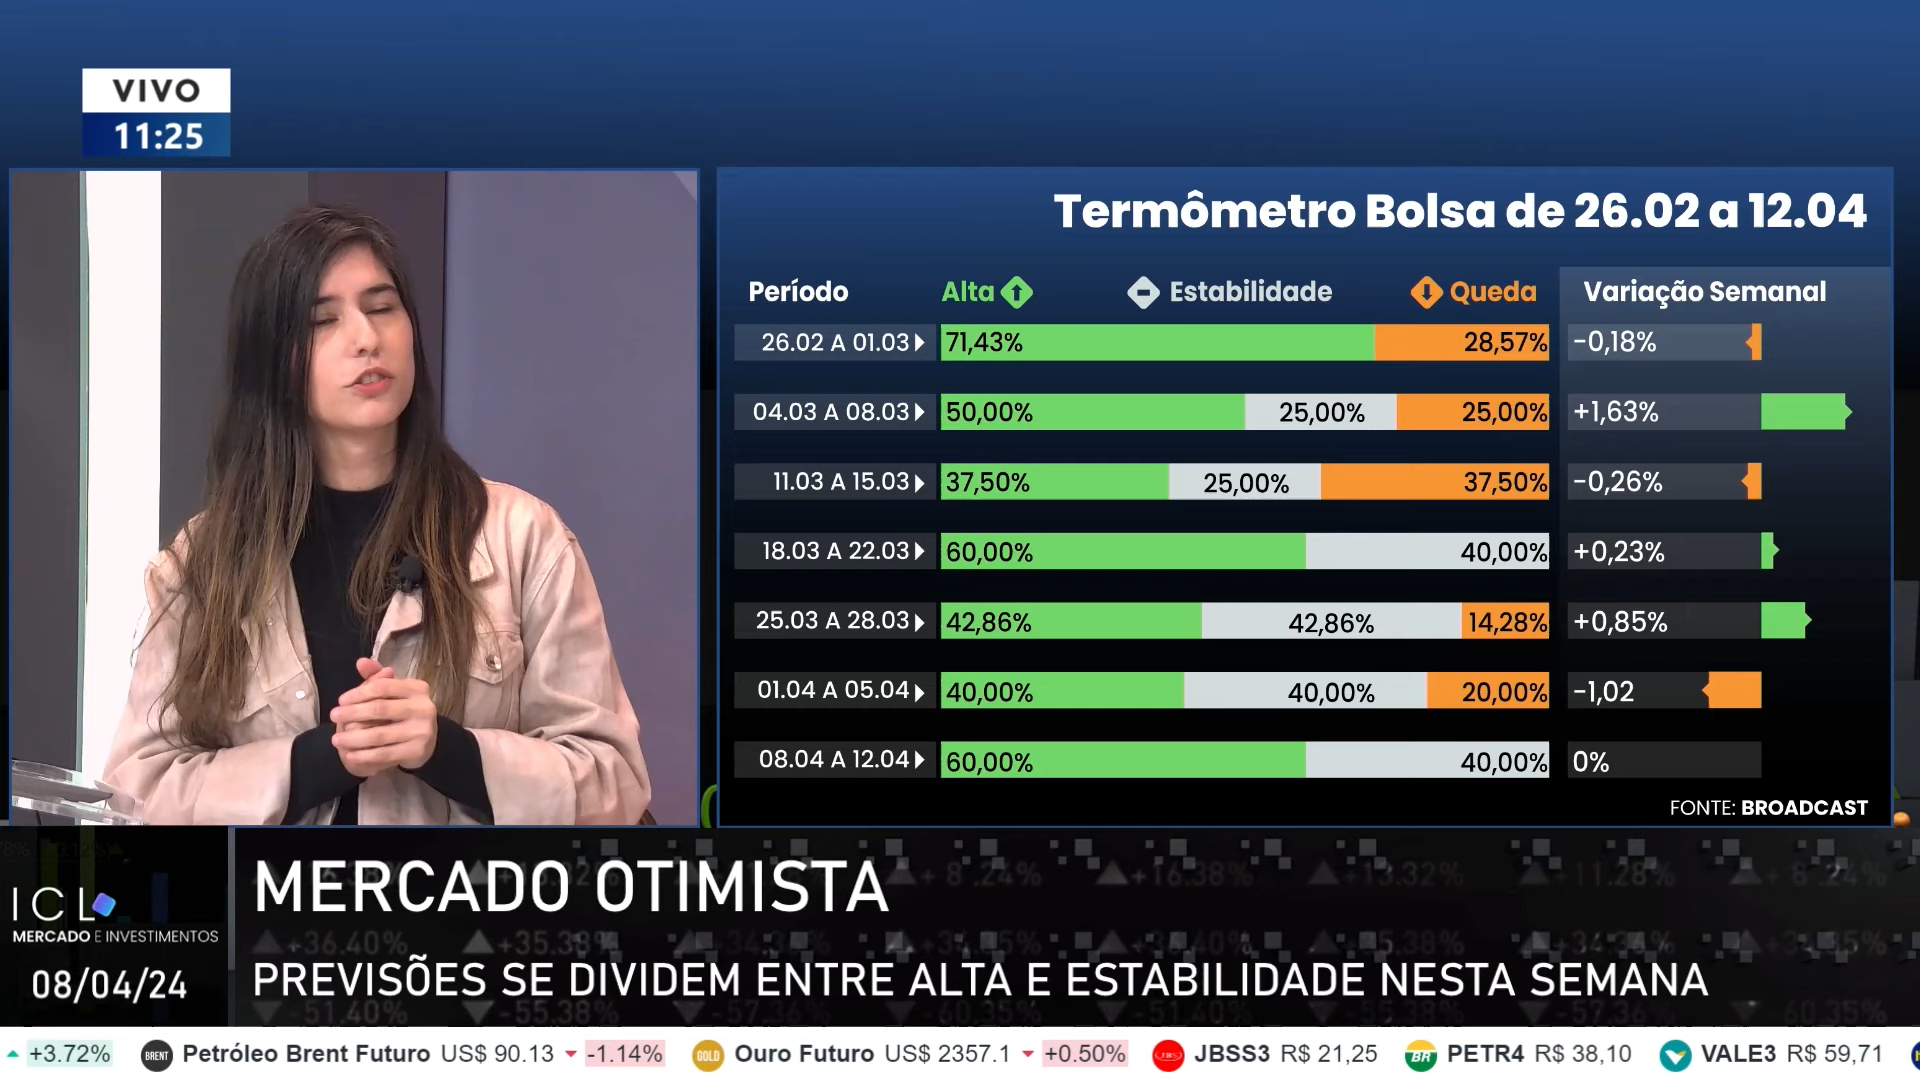 VIVO
11:25
Termômetro Bolsa de 26.02 a 12.04
Período Alta Estabilidade Queda Variação Semanal
26.02 A 01.03 71,43% 28,57% -0,18%
04.03 A 08.03 50,00% 25,00% 25,00% +1,63%
11.03 A 15.03 37,50% 25,00% 37,50% -0,26%
18.03 A 22.03 60,00% 40,00% +0,23%
25.03 A 28.03 42,86% 42,86% 14,28% +0,85%
01.04 A 05.04 40,00% 40,00% 20,00% -1,02
08.04 A 12.04 60,00% 40,00% 0%
FONTE: BROADCAST
ICL
MERCADO E INVESTIMENTOS
08/04/24
MERCADO OTIMISTA
PREVISÕES SE DIVIDEM ENTRE ALTA E ESTABILIDADE NESTA SEMANA
+3.72% BRENT Petróleo Brent Futuro US$ 90.13 -1.14% GOLD Ouro Futuro US$ 2357.1 +0.50% JBS JBSS3 R$ 21,25 BR PETR4 R$ 38,10 VALE3 R$ 59,71